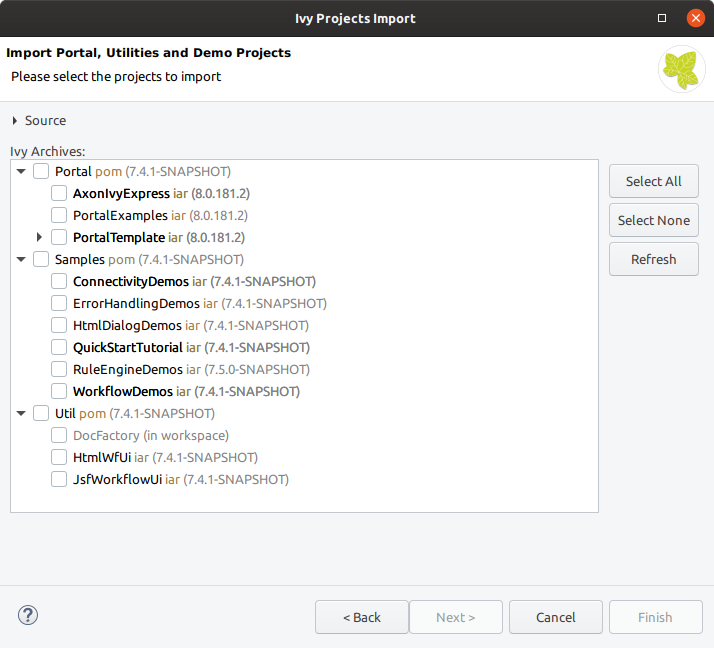 Ivy Projects Import
Import Portal, Utilities and Demo Projects
Please select the projects to import
Source
Ivy Archives:
Portal pom (7.4.1-SNAPSHOT)
AxonIvyExpress iar (8.0.181.2)
PortalExamples iar (8.0.181.2)
PortalTemplate iar (8.0.181.2)
Samples pom (7.4.1-SNAPSHOT)
ConnectivityDemos iar (7.4.1-SNAPSHOT)
ErrorHandlingDemos iar (7.4.1-SNAPSHOT)
HtmlDialogDemos iar (7.4.1-SNAPSHOT)
QuickStartTutorial iar (7.4.1-SNAPSHOT)
RuleEngineDemos iar (7.5.0-SNAPSHOT)
WorkflowDemos iar (7.4.1-SNAPSHOT)
Util pom (7.4.1-SNAPSHOT)
DocFactory (in workspace)
HtmlWfUi iar (7.4.1-SNAPSHOT)
JsfWorkflowUi iar (7.4.1-SNAPSHOT)
Select All
Select None
Refresh
?
< Back
Next >
Cancel
Finish